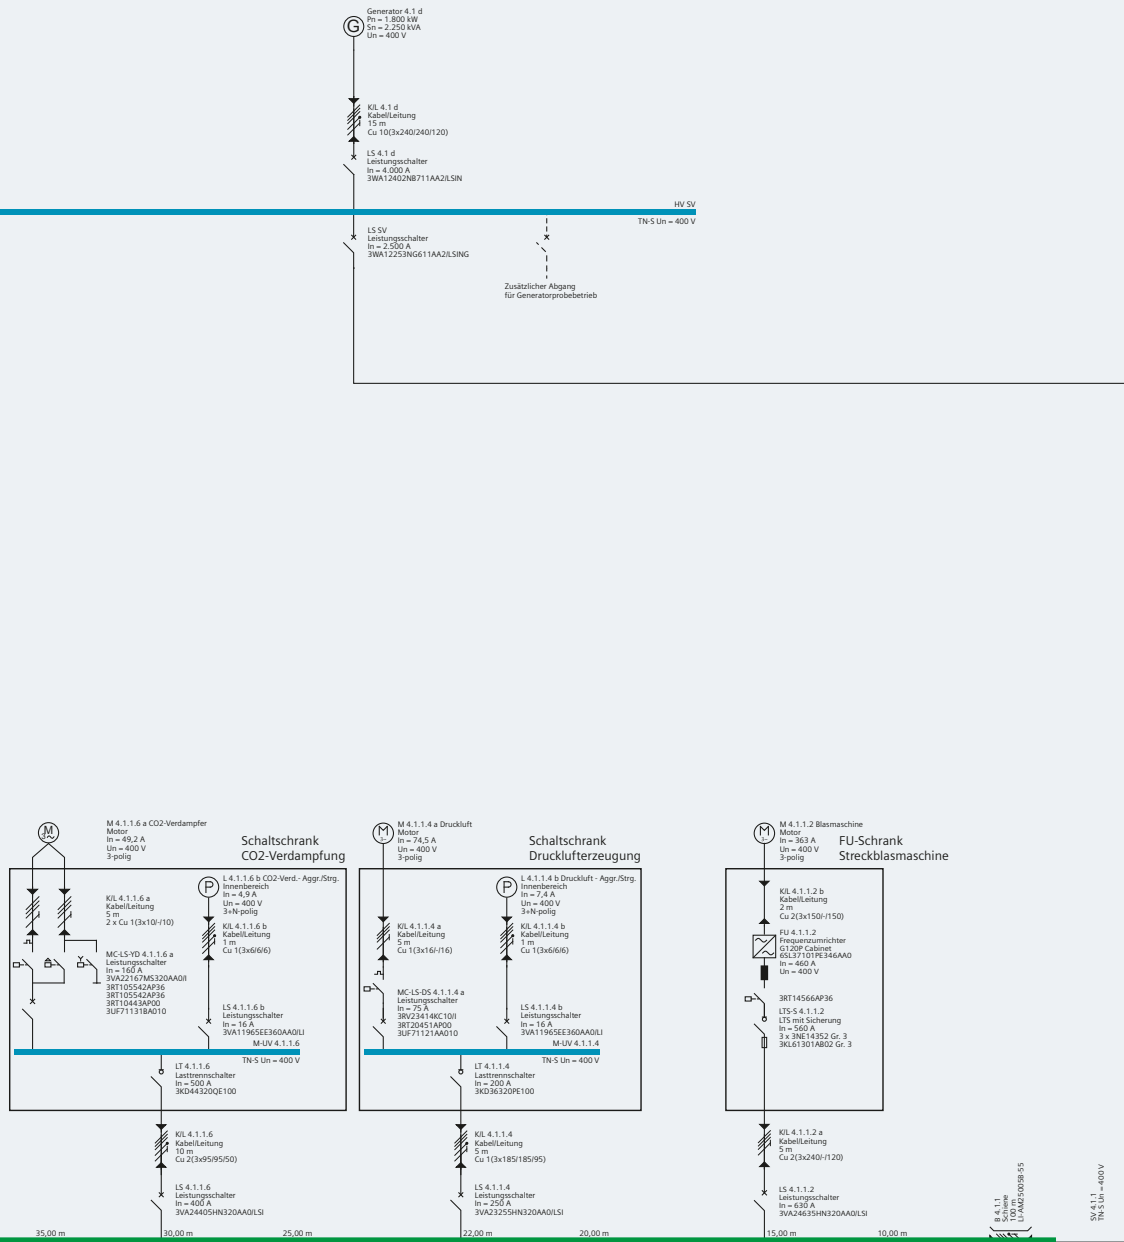 Generator 4.1 d
Pn = 1.800 kW
Sn = 2.250 kVA
Un = 400 V
G
K/L 4.1 d
Kabel/Leitung
15 m
Cu 10(3x240/240/120)
LS 4.1 d
Leistungsschalter
In = 4.000 A
3WA12402NB711AA2/LSIN
HV SV
TN-S Un = 400 V
LS SV
Leistungsschalter
In = 2.500 A
3WA12253NG611AA2/LSING
Zusätzlicher Abgang
für Generatorprobebetrieb
M 4.1.1.6 a CO2-Verdampfer
Motor
In = 49,2 A
Un = 400 V
3-polig
M
3
Schaltschrank
CO2-Verdampfung
L 4.1.1.6 b CO2-Verd.- Aggr./Strg.
Innenbereich
In = 4,9 A
Un = 400 V
3+N-polig
P
K/L 4.1.1.6 a
Kabel/Leitung
5 m
2 x Cu 1(3x10/-/10)
K/L 4.1.1.6 b
Kabel/Leitung
1 m
Cu 1(3x6/6/6)
MC-LS-YD 4.1.1.6 a
Leistungsschalter
In = 160 A
3VA22167MS320AA0/I
3RT105542AP36
3RT105542AP36
3RT10443AP00
3UF71131BA010
LS 4.1.1.6 b
Leistungsschalter
In = 16 A
3VA11965EE360AA0/LI
M-UV 4.1.1.6
TN-S Un = 400 V
LT 4.1.1.6
Lasttrennschalter
In = 500 A
3KD44320QE100
K/L 4.1.1.6
Kabel/Leitung
10 m
Cu 2(3x95/95/50)
LS 4.1.1.6
Leistungsschalter
In = 400 A
3VA24405HN320AA0/LSI
M 4.1.1.4 a Druckluft
Motor
In = 74,5 A
Un = 400 V
3-polig
M
3~
Schaltschrank
Drucklufterzeugung
L 4.1.1.4 b Druckluft - Aggr./Strg.
Innenbereich
In = 7,4 A
Un = 400 V
3+N-polig
P
K/L 4.1.1.4 a
Kabel/Leitung
5 m
Cu 1(3x16/-/16)
K/L 4.1.1.4 b
Kabel/Leitung
1 m
Cu 1(3x6/6/6)
MC-LS-DS 4.1.1.4 a
Leistungsschalter
In = 75 A
3RV23414KC10/I
3RT20451AP00
3UF71121AA010
LS 4.1.1.4 b
Leistungsschalter
In = 16 A
3VA11965EE360AA0/LI
M-UV 4.1.1.4
TN-S Un = 400 V
LT 4.1.1.4
Lasttrennschalter
In = 200 A
3KD36320PE100
K/L 4.1.1.4
Kabel/Leitung
5 m
Cu 1(3x185/185/95)
LS 4.1.1.4
Leistungsschalter
In = 250 A
3VA23255HN320AA0/LSI
M 4.1.1.2 Blasmaschine
Motor
In = 363 A
Un = 400 V
3-polig
M
3~
FU-Schrank
Streckblasmaschine
K/L 4.1.1.2 b
Kabel/Leitung
2 m
Cu 2(3x150/-/150)
FU 4.1.1.2
Frequenzumrichter
G120P Cabinet
6SL37101PE346AA0
In = 460 A
Un = 400 V
3RT14566AP36
LTS-S 4.1.1.2
LTS mit Sicherung
In = 560 A
3 x 3NE14352 Gr. 3
3KL61301AB02 Gr. 3
K/L 4.1.1.2 a
Kabel/Leitung
5 m
Cu 2(3x240/-/120)
LS 4.1.1.2
Leistungsschalter
In = 630 A
3VA24635HN320AA0/LSI
B 4.1.1
Schiene
100 m
LI-AM25005B-55
SV 4.1.1
TN-S Un = 400 V
35,00 m
30,00 m
25,00 m
22,00 m
20,00 m
15,00 m
10,00 m